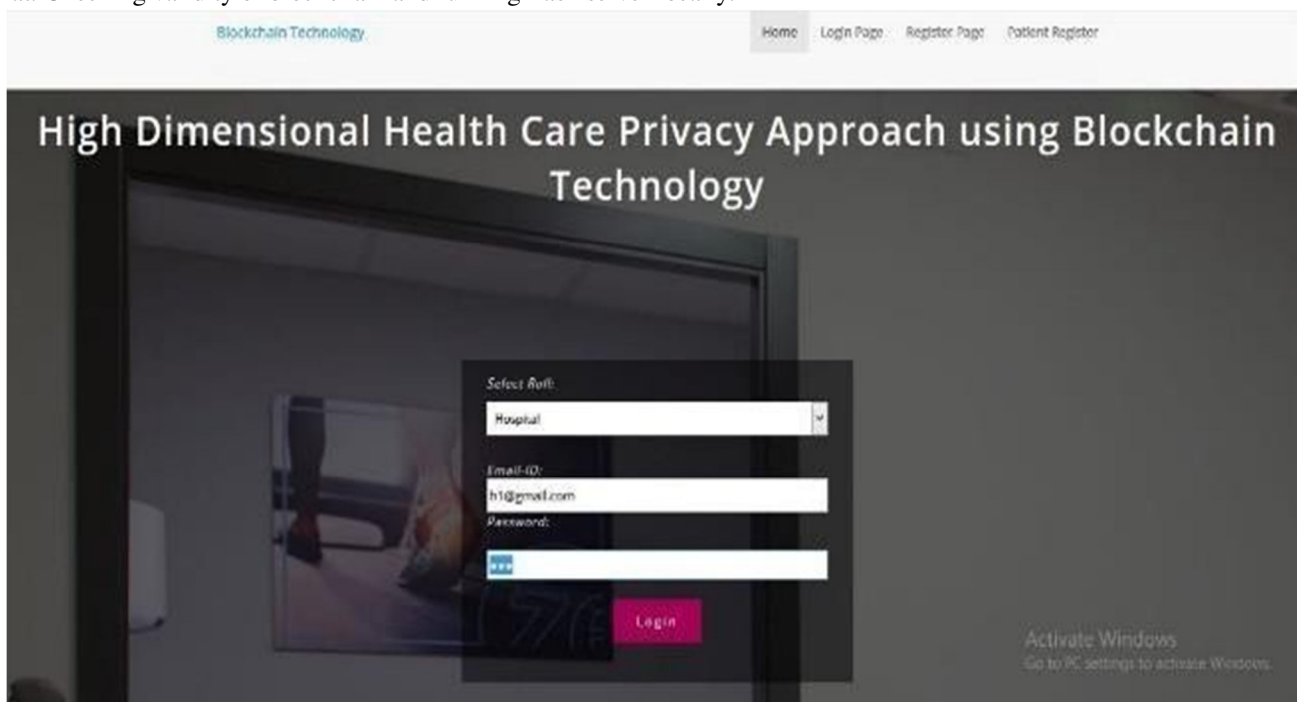 Blockchain Technology
Home Login Page Register Page Patient Register
High Dimensional Health Care Privacy Approach using Blockchain
Technology
Select Roll:
Hospital
Email-ID:
h1@gmail.com
Password:
Login
Activate Windows
Go to PC settings to activate Windows.